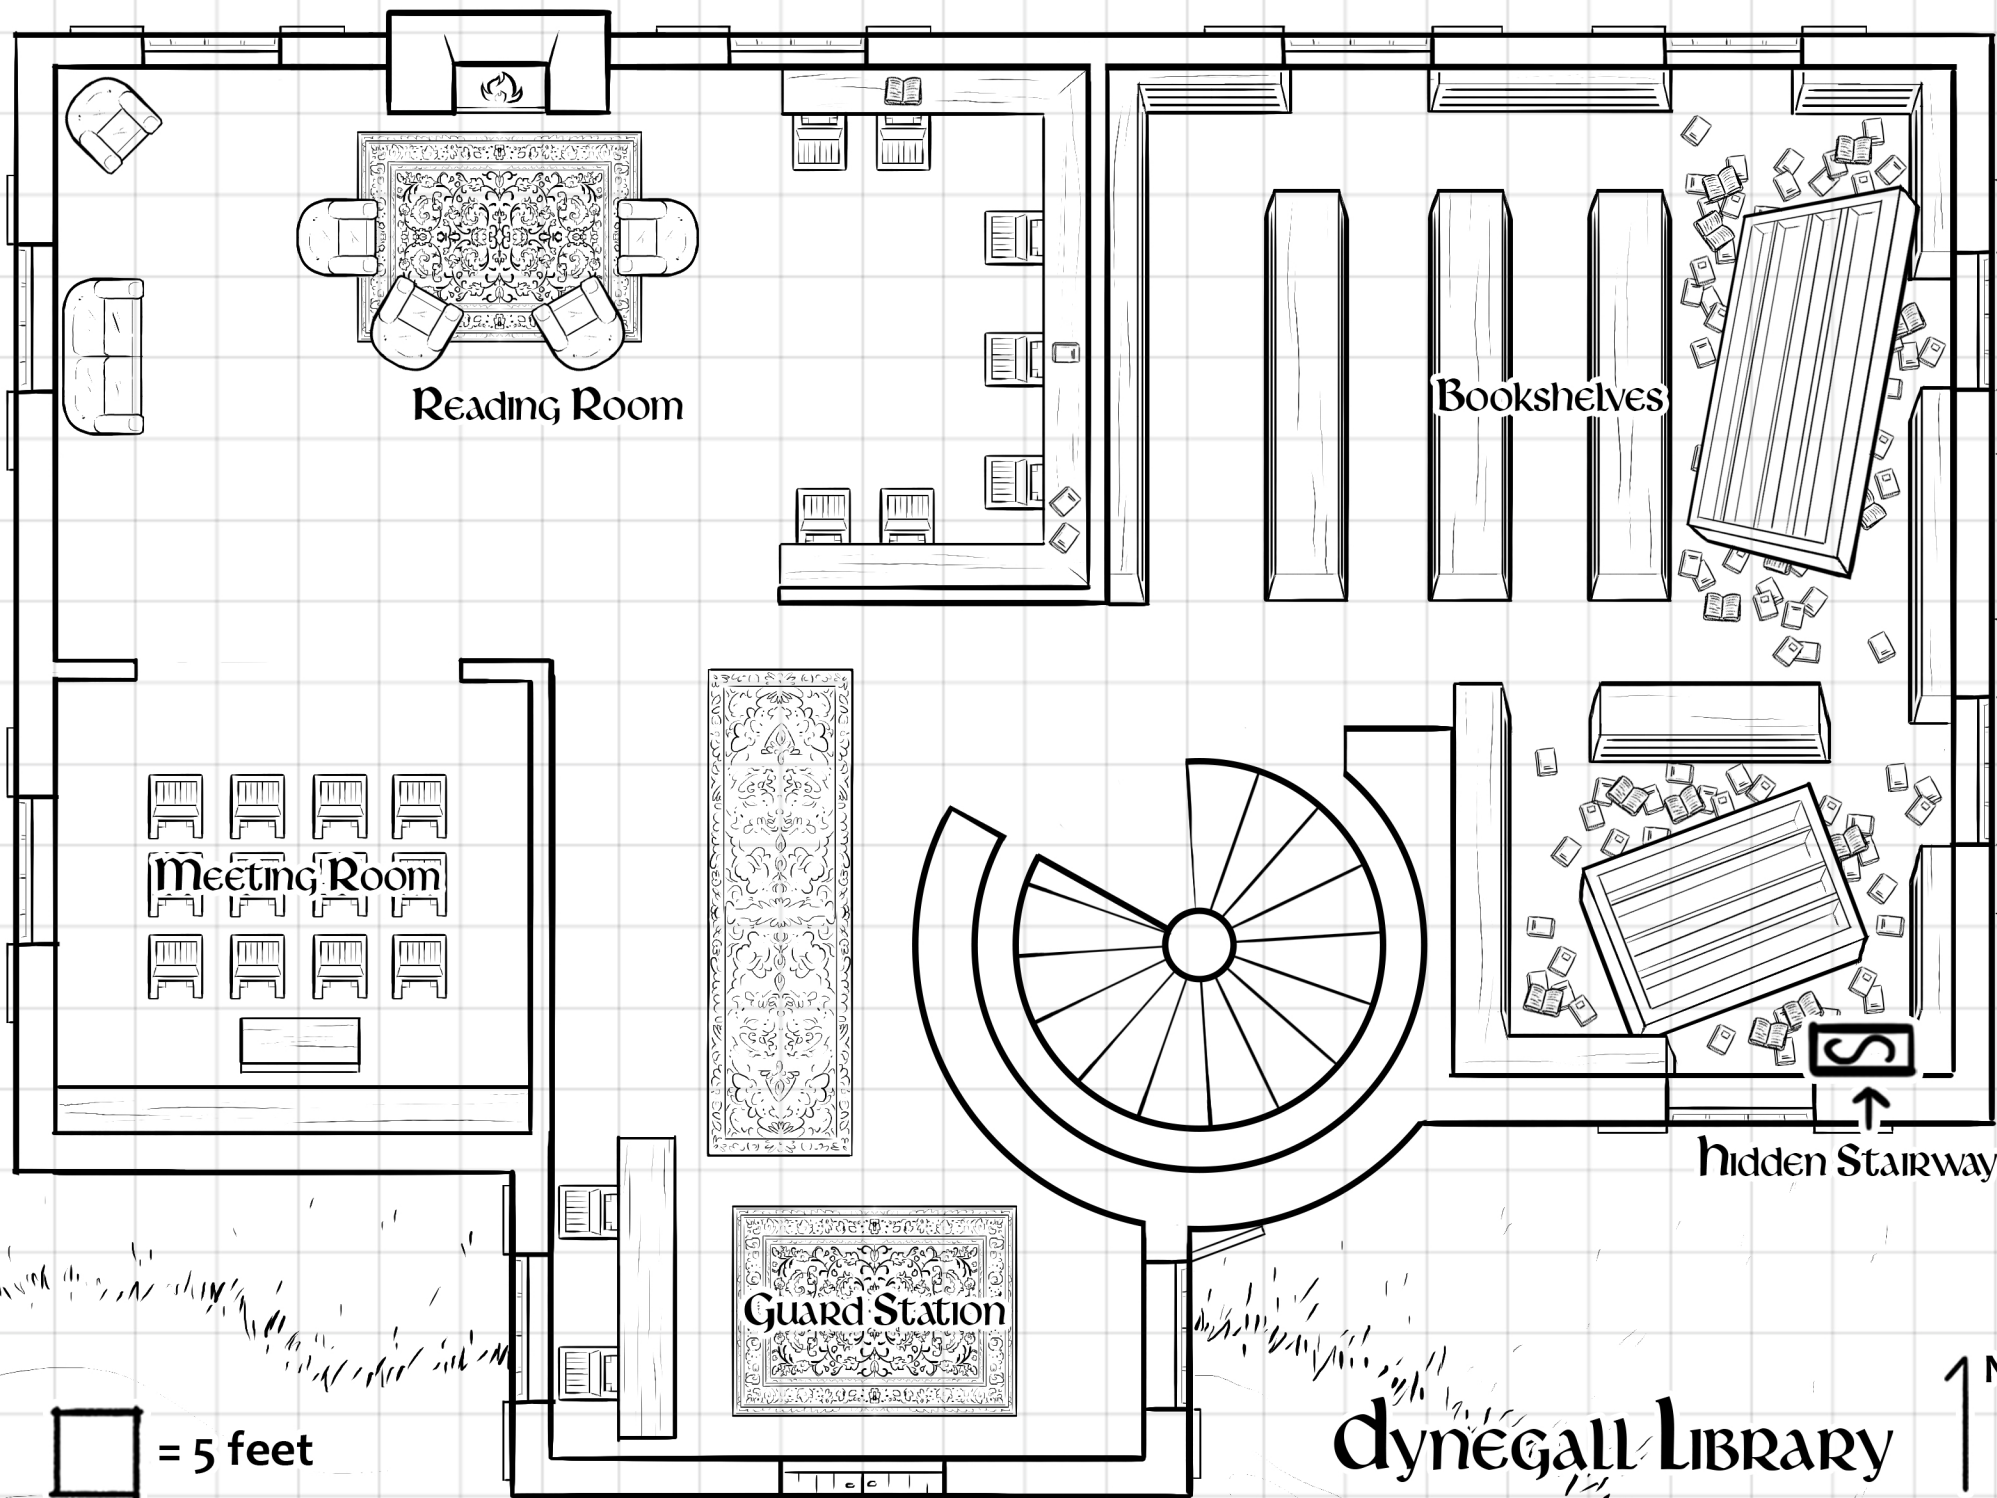 Reading Room
Bookshelves
Meeting Room
S
Hidden Stairway
Guard Station
N
Dynegall Library
= 5 feet